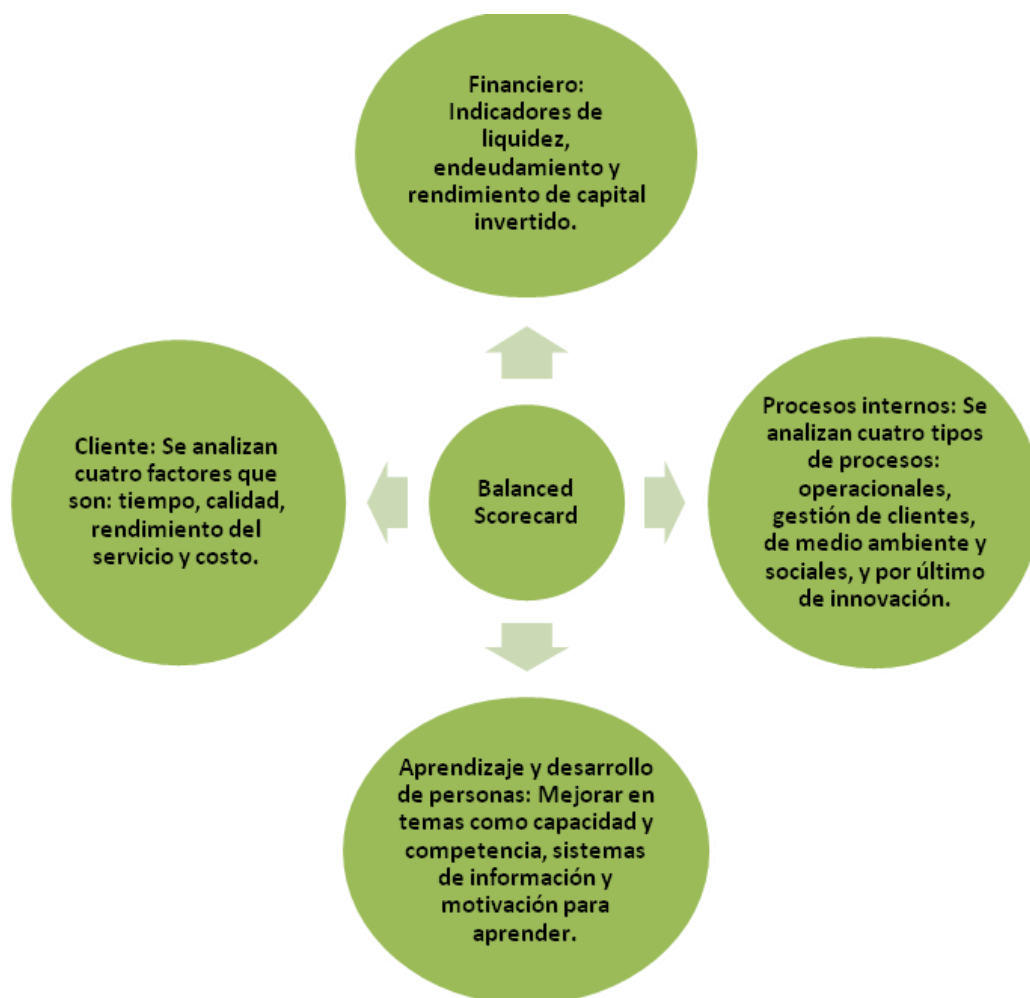 Financiero:
Indicadores de
liquidez,
endeudamiento y
rendimiento de capital
invertido.
Cliente: Se analizan
cuatro factores que
son: tiempo, calidad,
rendimiento del
servicio y costo.
Balanced
Scorecard
Procesos internos: Se
analizan cuatro tipos
de procesos:
operacionales,
gestión de clientes,
de medio ambiente y
sociales, y por último
de innovación.
Aprendizaje y desarrollo
de personas: Mejorar en
temas como capacidad y
competencia, sistemas
de información y
motivación para
aprender.